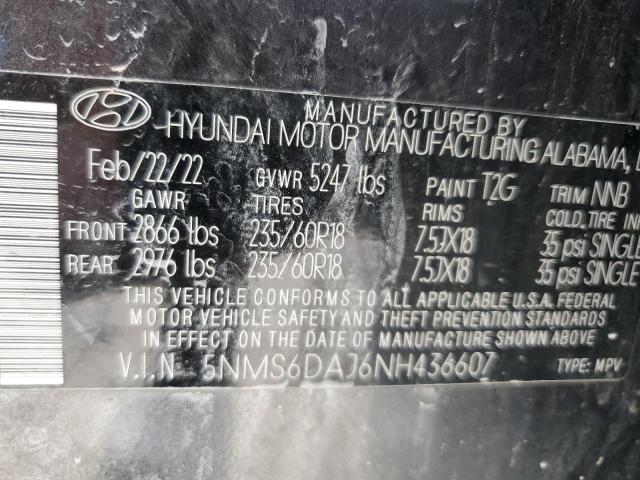 MANUFACTURED BY
HYUNDAI MOTOR MANUFACTURING ALABAMA,
Feb/22/22 GVWR 5247 lbs PAINT T2G TRIM NNB
GAWR TIRES RIMS COLD TIRE
FRONT 2866 lbs 235/60R18 7.5JX18 35 psi SINGLE
REAR 2976 lbs 235/60R18 7.5JX18 35 psi SINGLE
THIS VEHICLE CONFORMS TO ALL APPLICABLE U.S.A. FEDERAL
MOTOR VEHICLE SAFETY AND THEFT PREVENTION STANDARDS
IN EFFECT ON THE DATE OF MANUFACTURE SHOWN ABOVE.
V.I.N 5NMS6DAJ6NH436607 TYPE: MPV